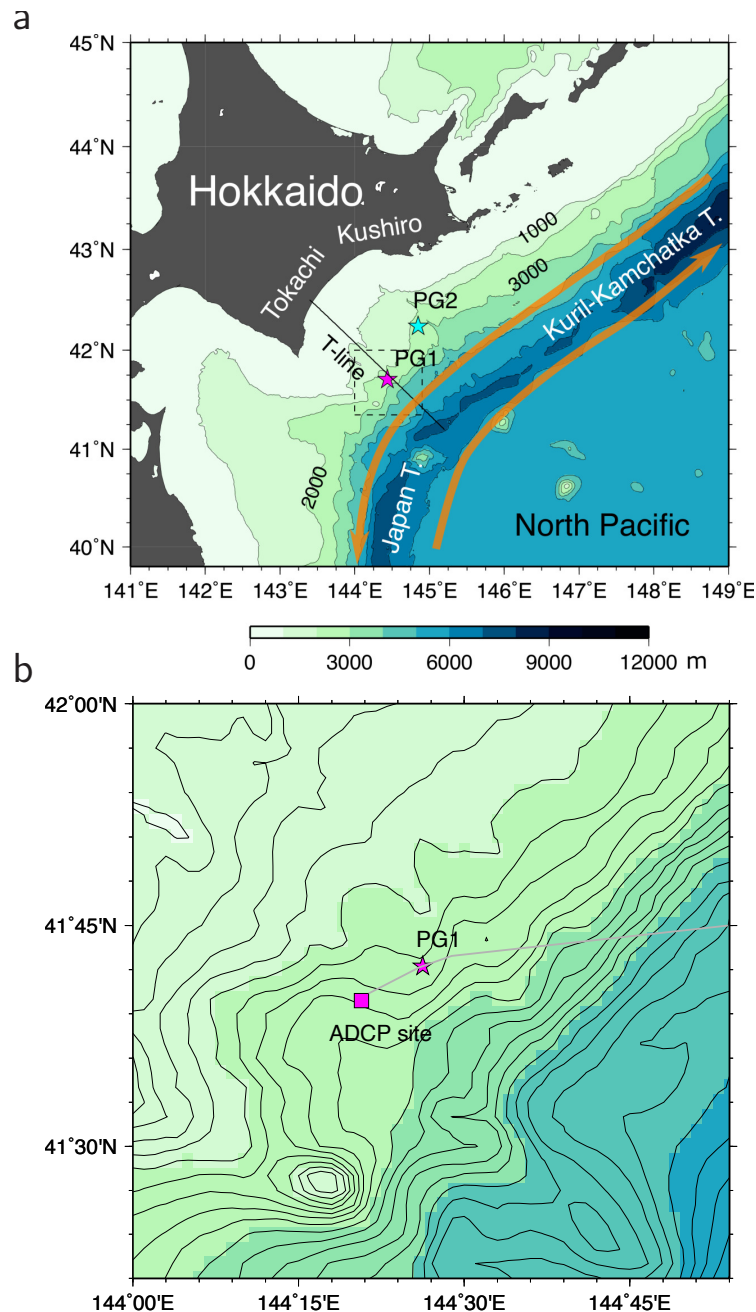 a
45˚N
44˚N
43˚N
42˚N
41˚N
40˚N
Hokkaido
Kushiro
Tokachi
1000
3000
Kuril-Kamchatka T.
PG2
T-line
PG1
2000
Japan T.
North Pacific
141˚E 142˚E 143˚E 144˚E 145˚E 146˚E 147˚E 148˚E 149˚E
0 3000 6000 9000 12000 m
b
42˚00'N
41˚45'N
PG1
ADCP site
41˚30'N
144˚00'E 144˚15'E 144˚30'E 144˚45'E